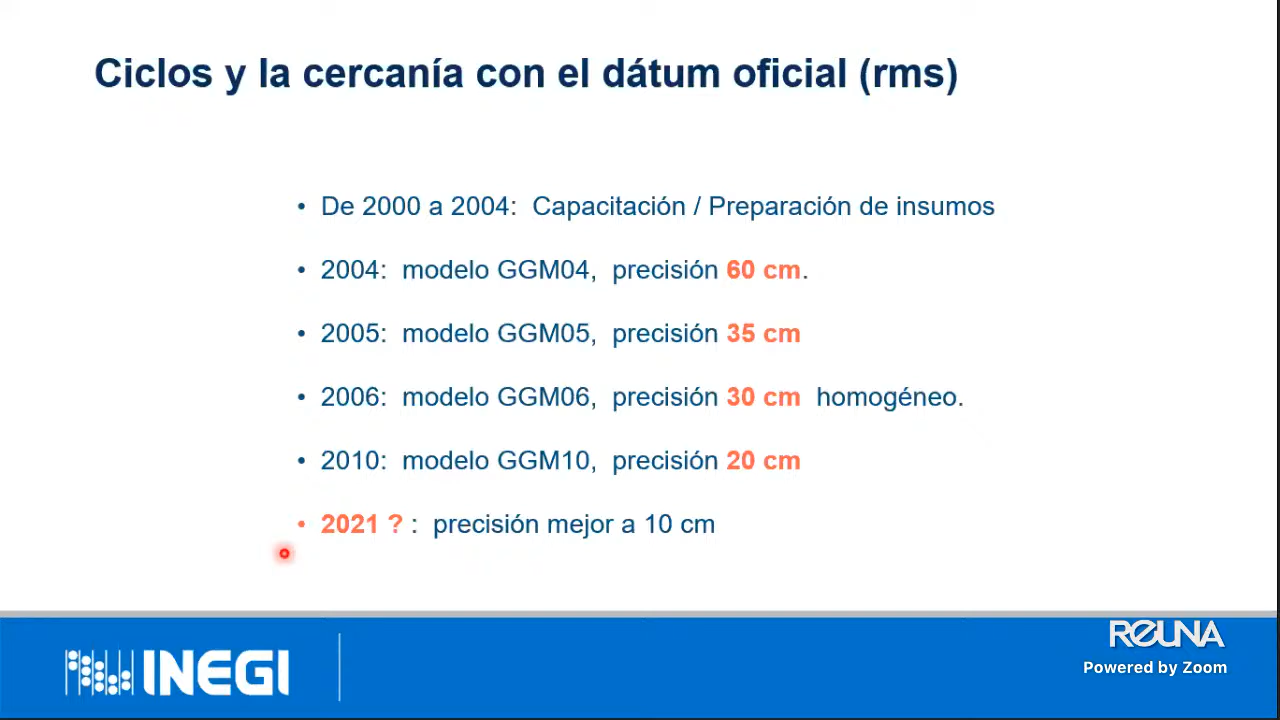 Ciclos y la cercanía con el dátum oficial (rms)
• De 2000 a 2004: Capacitación / Preparación de insumos
• 2004: modelo GGM04, precisión 60 cm.
• 2005: modelo GGM05, precisión 35 cm
• 2006: modelo GGM06, precisión 30 cm homogéneo.
• 2010: modelo GGM10, precisión 20 cm
• 2021 ? : precisión mejor a 10 cm
INEGI
REUNA
Powered by Zoom